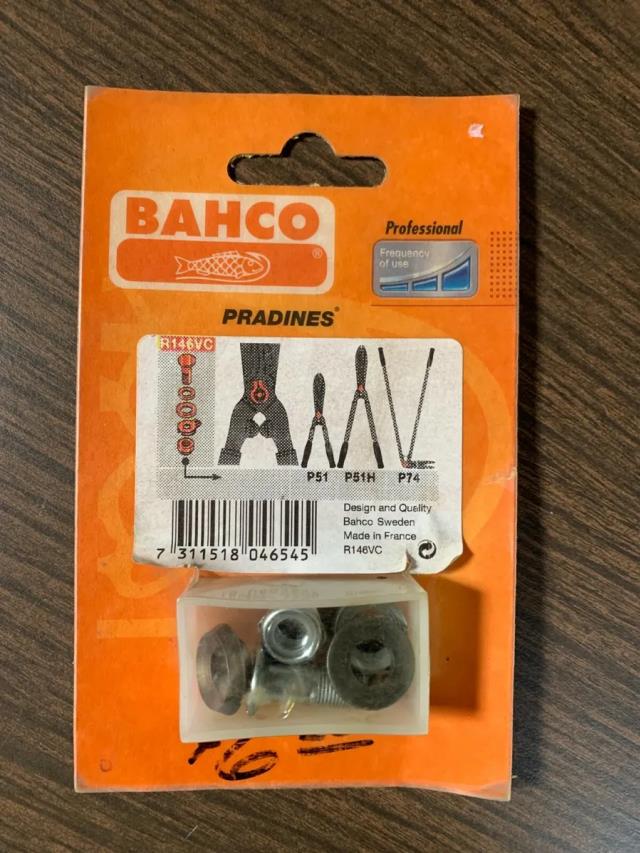 BAHCO
®
Professional
Frequency
of use
PRADINES®
R146VC
P51 P51H P74
Design and Quality
Bahco Sweden
Made in France
R146VC
7 311518 046545